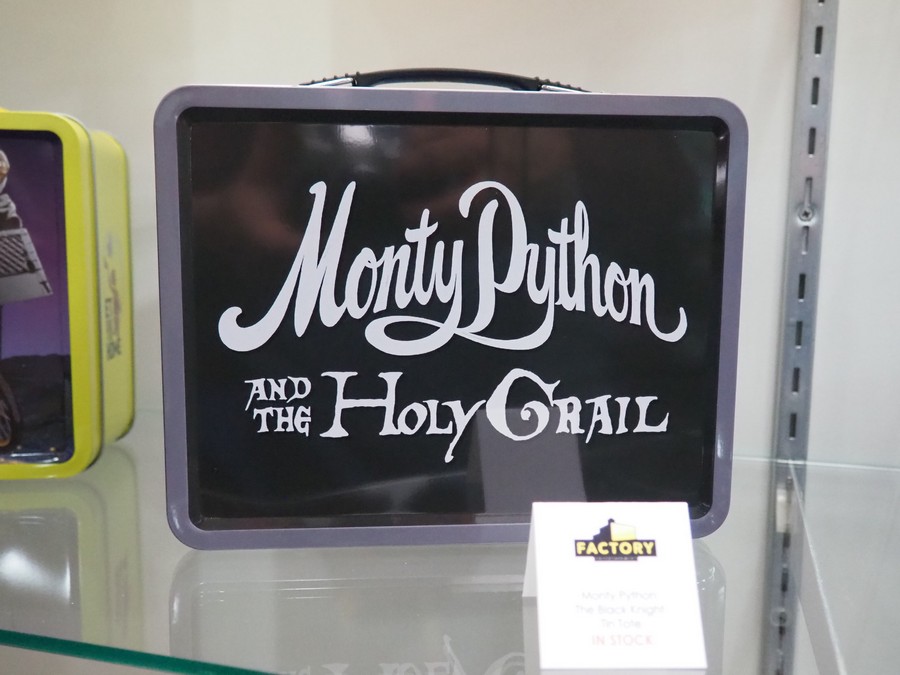 Monty Python
AND THE HOLY GRAIL
FACTORY
Monty Python
The Black Knight
Tin Tote
IN STOCK